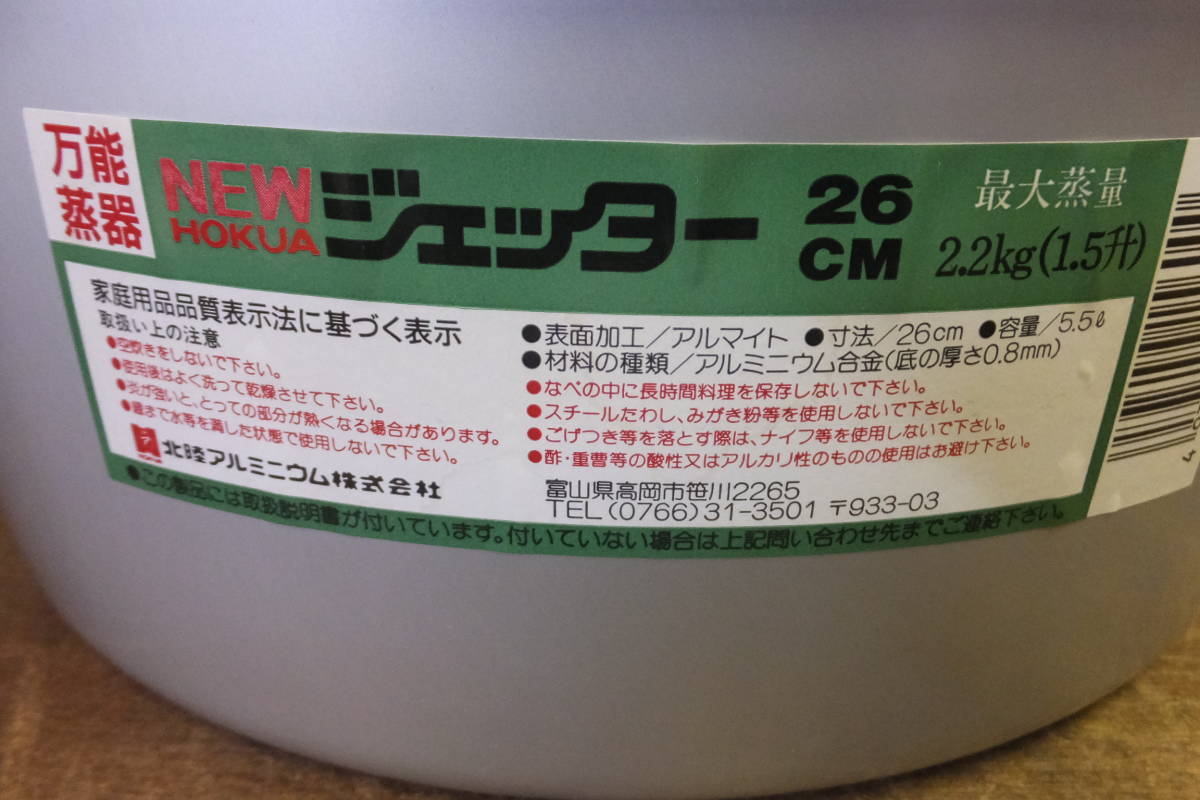 万能
蒸器
NEW
HOKUA
ジェッター
26
CM
最大蒸量
2.2kg(1.5升)
家庭用品品質表示法に基づく表示
取扱い上の注意
●空炊きをしないで下さい。
●使用後はよく洗って乾燥させて下さい。
●炎が強いと、とっての部分が熱くなる場合があります。
●縁まで水等を満した状態で使用しないで下さい。
北陸アルミニウム株式会社
●表面加工/アルマイト ●寸法/26cm ●容量/5.5ℓ
●材料の種類/アルミニウム合金(底の厚さ0.8mm)
●なべの中に長時間料理を保存しないで下さい。
●スチールたわし、みがき粉等を使用しないで下さい。
●こげつき等を落とす際は、ナイフ等を使用しないで下さい。
●酢・重曹等の酸性又はアルカリ性のものの使用はお避け下さい。
富山県高岡市笹川2265
TEL(0766)31-3501 〒933-03
●この製品には取扱説明書が付いています。付いていない場合は上記問い合わせ先までご連絡下さい。